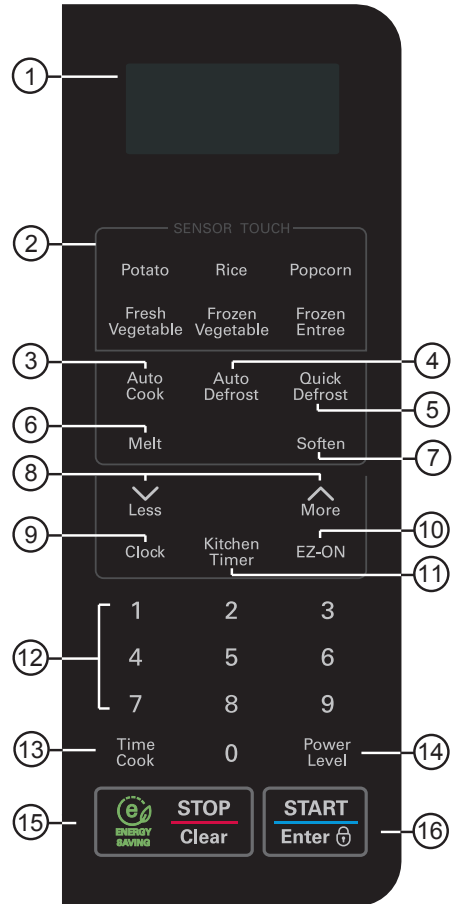 1
SENSOR TOUCH
2
Potato Rice Popcorn
Fresh Vegetable Frozen Vegetable Frozen Entree
3
4
Auto Cook Auto Defrost Quick Defrost
5
6
Melt Soften
7
8
Less More
9
10
Clock Kitchen Timer EZ-ON
11
1 2 3
12
4 5 6
7 8 9
13
Time Cook 0 Power Level
14
15
e ENERGY SAVING
STOP
Clear
START
Enter
16